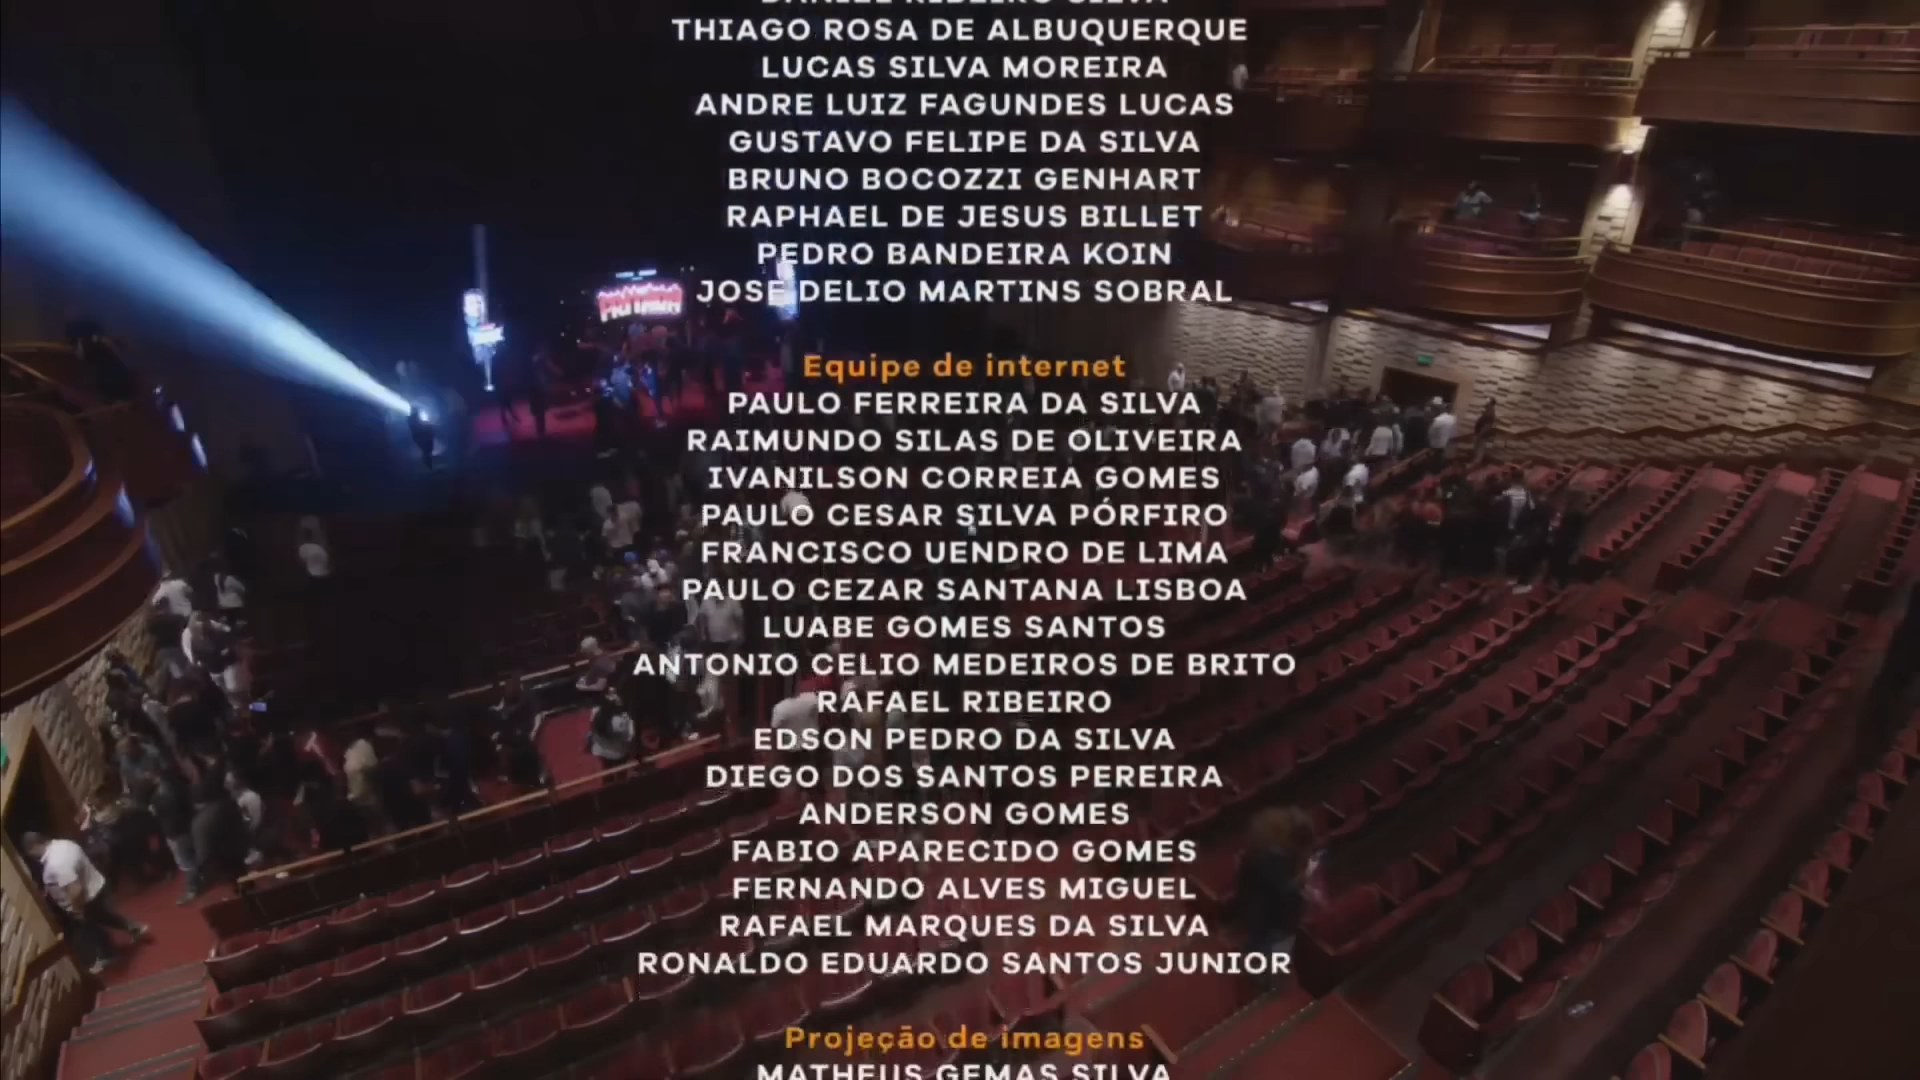 DANIEL RIBEIRO SILVA
THIAGO ROSA DE ALBUQUERQUE
LUCAS SILVA MOREIRA
ANDRE LUIZ FAGUNDES LUCAS
GUSTAVO FELIPE DA SILVA
BRUNO BOCOZZI GENHART
RAPHAEL DE JESUS BILLET
PEDRO BANDEIRA KOIN
JOSE DELIO MARTINS SOBRAL
Equipe de internet
PAULO FERREIRA DA SILVA
RAIMUNDO SILAS DE OLIVEIRA
IVANILSON CORREIA GOMES
PAULO CESAR SILVA PÓRFIRO
FRANCISCO UENDRO DE LIMA
PAULO CEZAR SANTANA LISBOA
LUABE GOMES SANTOS
ANTONIO CELIO MEDEIROS DE BRITO
RAFAEL RIBEIRO
EDSON PEDRO DA SILVA
DIEGO DOS SANTOS PEREIRA
ANDERSON GOMES
FABIO APARECIDO GOMES
FERNANDO ALVES MIGUEL
RAFAEL MARQUES DA SILVA
RONALDO EDUARDO SANTOS JUNIOR
Projeção de imagens
MATHEUS GEMAS SILVA